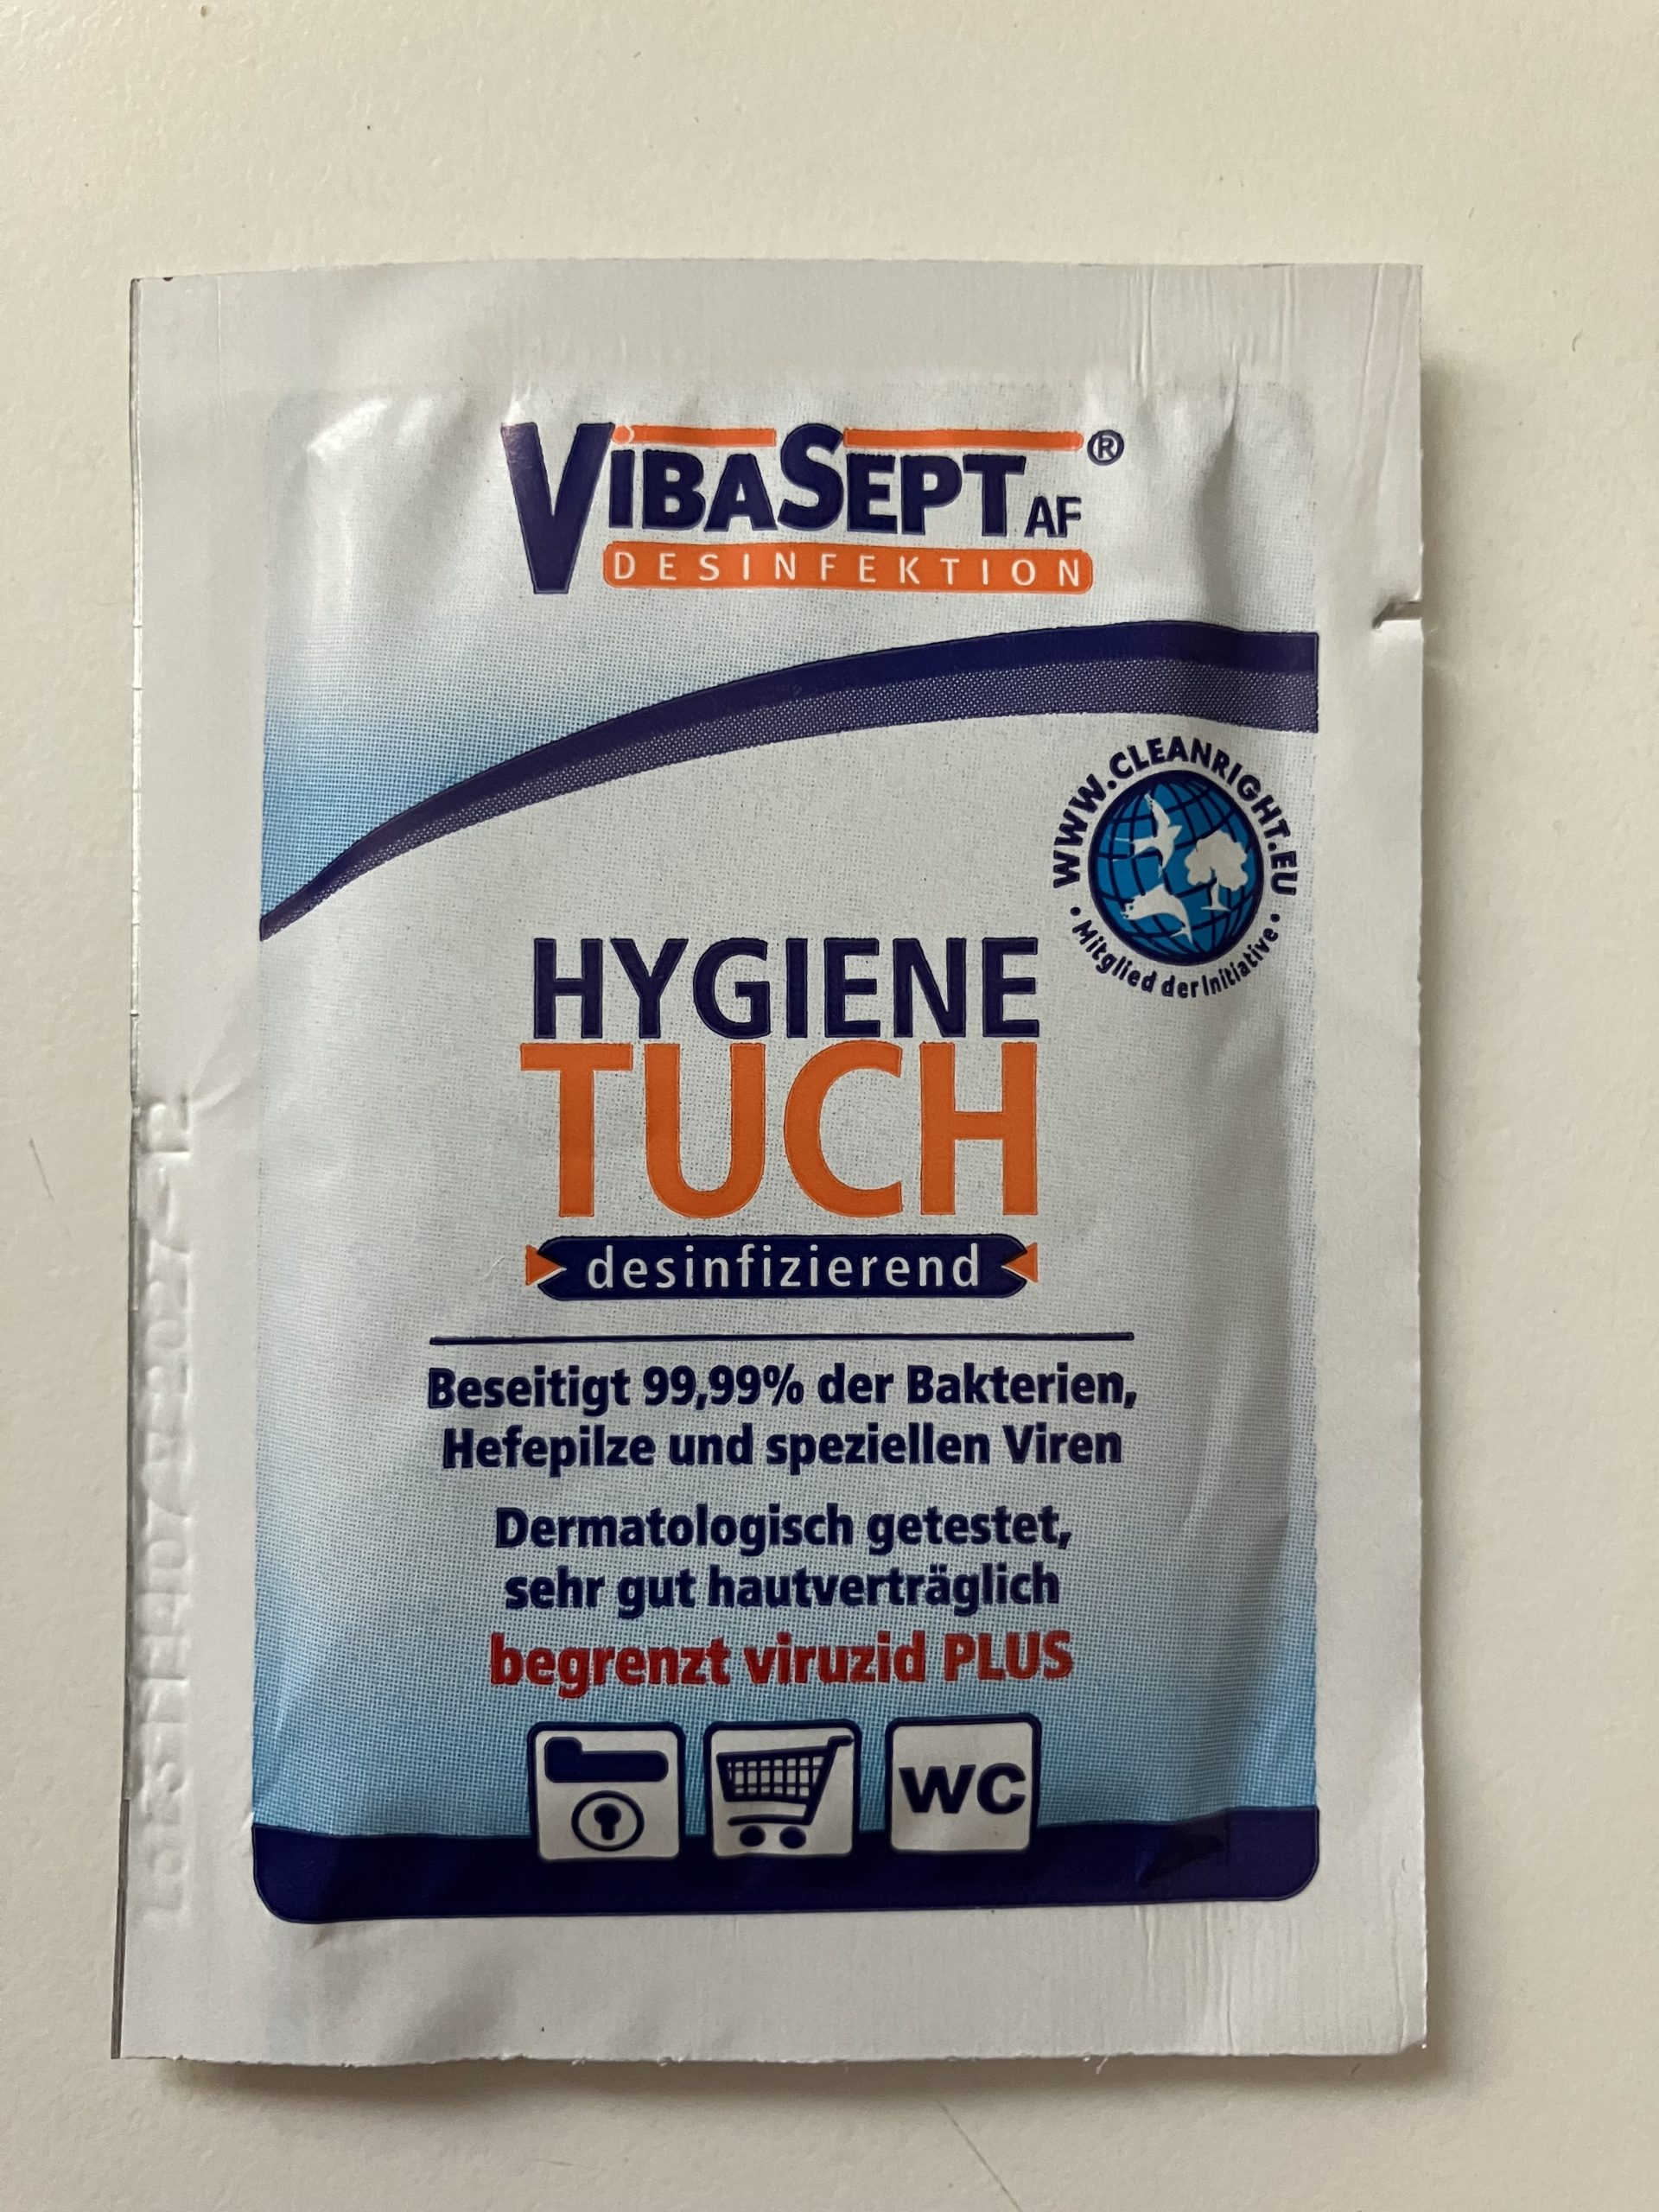 VIBASEPT AF ®
DESINFEKTION
WWW.CLEANRIGHT.EU
• Mitglied der Initiative •
HYGIENE
TUCH
desinfizierend
Beseitigt 99,99% der Bakterien,
Hefepilze und speziellen Viren
Dermatologisch getestet,
sehr gut hautverträglich
begrenzt viruzid PLUS
WC